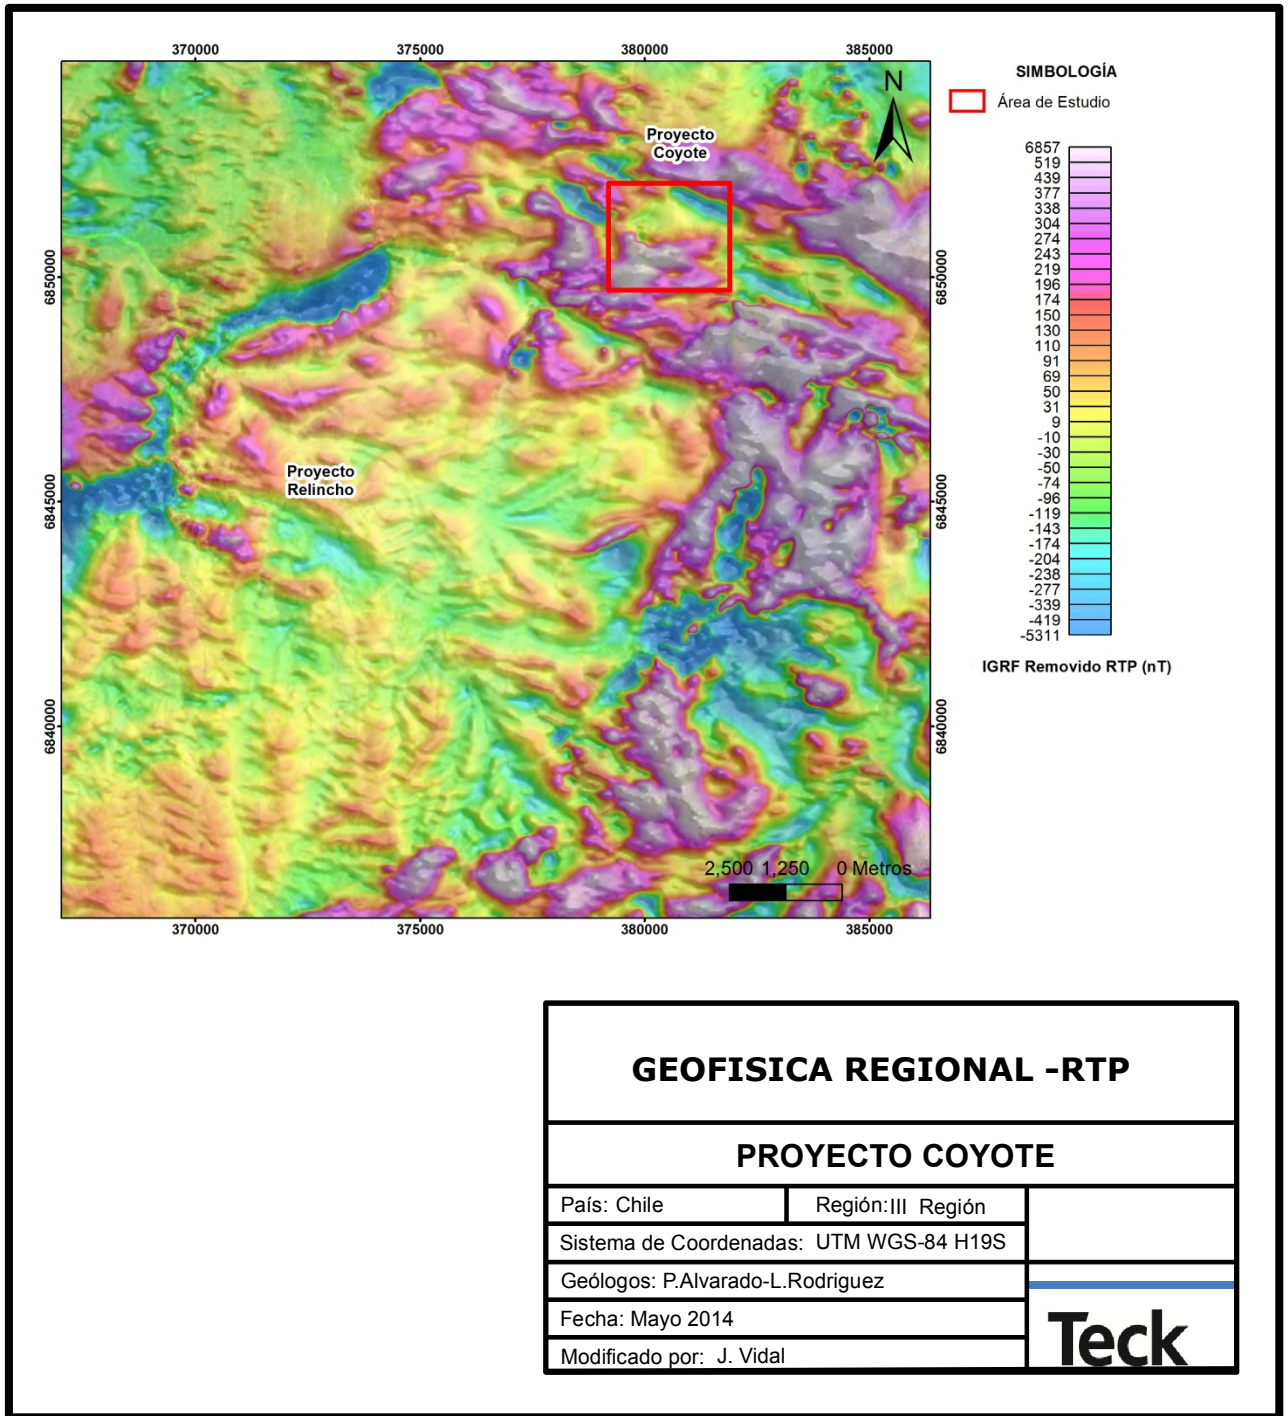 370000
375000
380000
385000
SIMBOLOGÍA
Área de Estudio
N
Proyecto
Coyote
6857
519
439
377
338
304
274
243
219
196
174
150
130
110
91
69
50
31
9
-10
-30
-50
-74
-96
-119
-143
-174
-204
-238
-277
-339
-419
-5311
IGRF Removido RTP (nT)
6850000
6850000
Proyecto
Relincho
6845000
6845000
6840000
6840000
2,500 1,250 0 Metros
370000
375000
380000
385000
GEOFISICA REGIONAL -RTP
PROYECTO COYOTE
País: Chile
Región:III Región
Sistema de Coordenadas: UTM WGS-84 H19S
Geólogos: P.Alvarado-L.Rodriguez
Fecha: Mayo 2014
Modificado por: J. Vidal
Teck